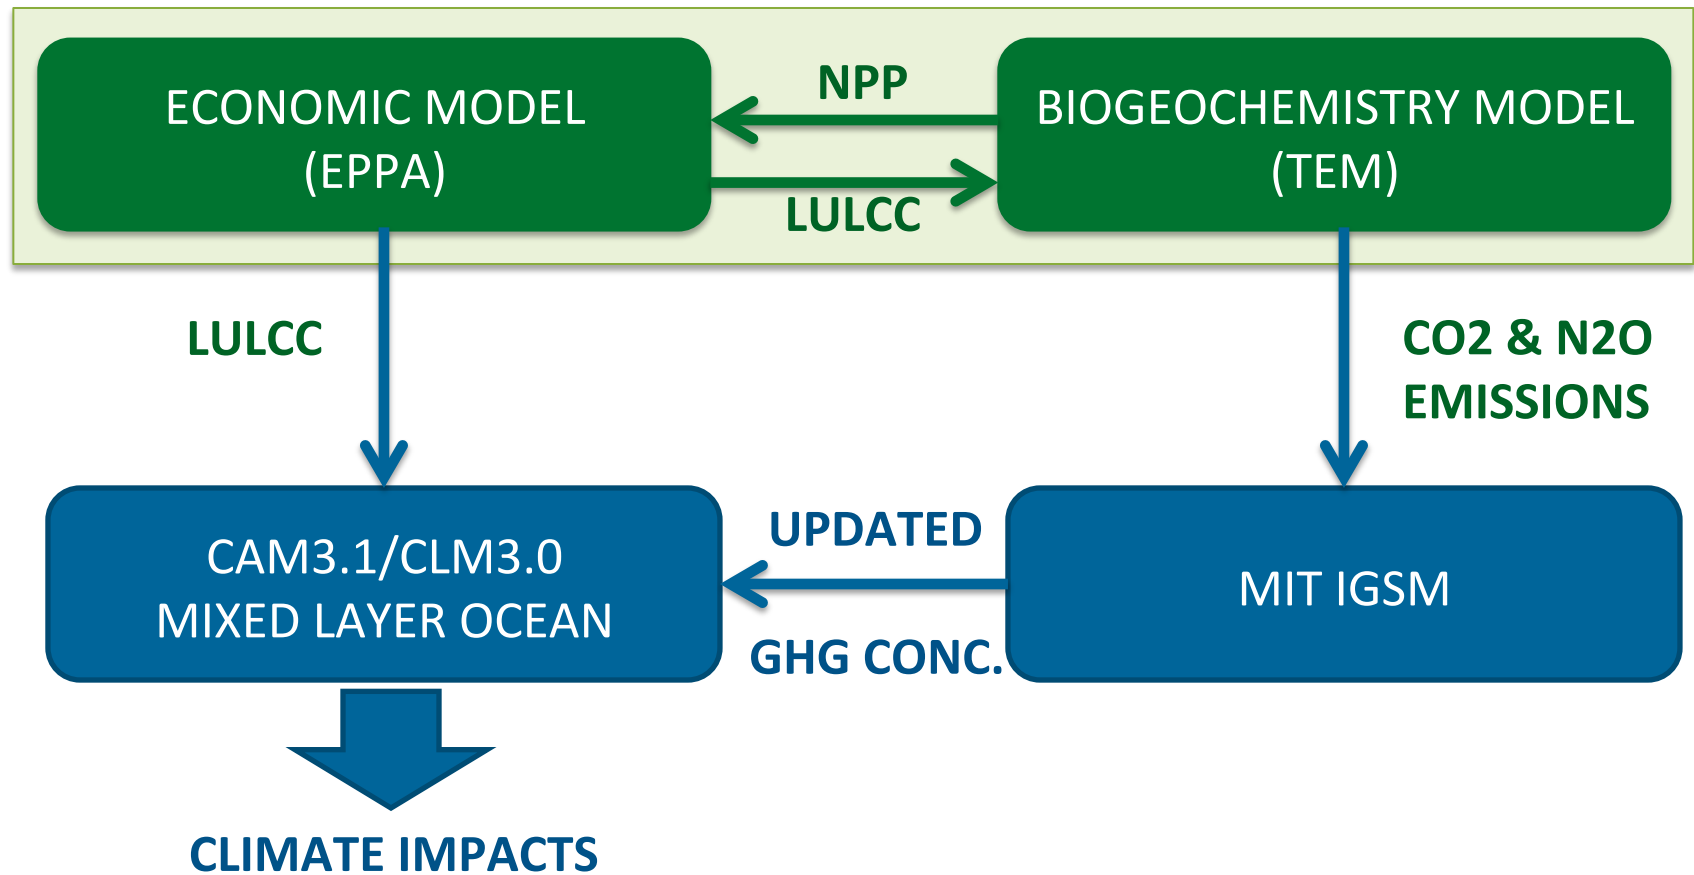 ECONOMIC MODEL
(EPPA)
NPP
LULCC
BIOGEOCHEMISTRY MODEL
(TEM)
LULCC
CO2 & N2O
EMISSIONS
CAM3.1/CLM3.0
MIXED LAYER OCEAN
UPDATED
GHG CONC.
MIT IGSM
CLIMATE IMPACTS